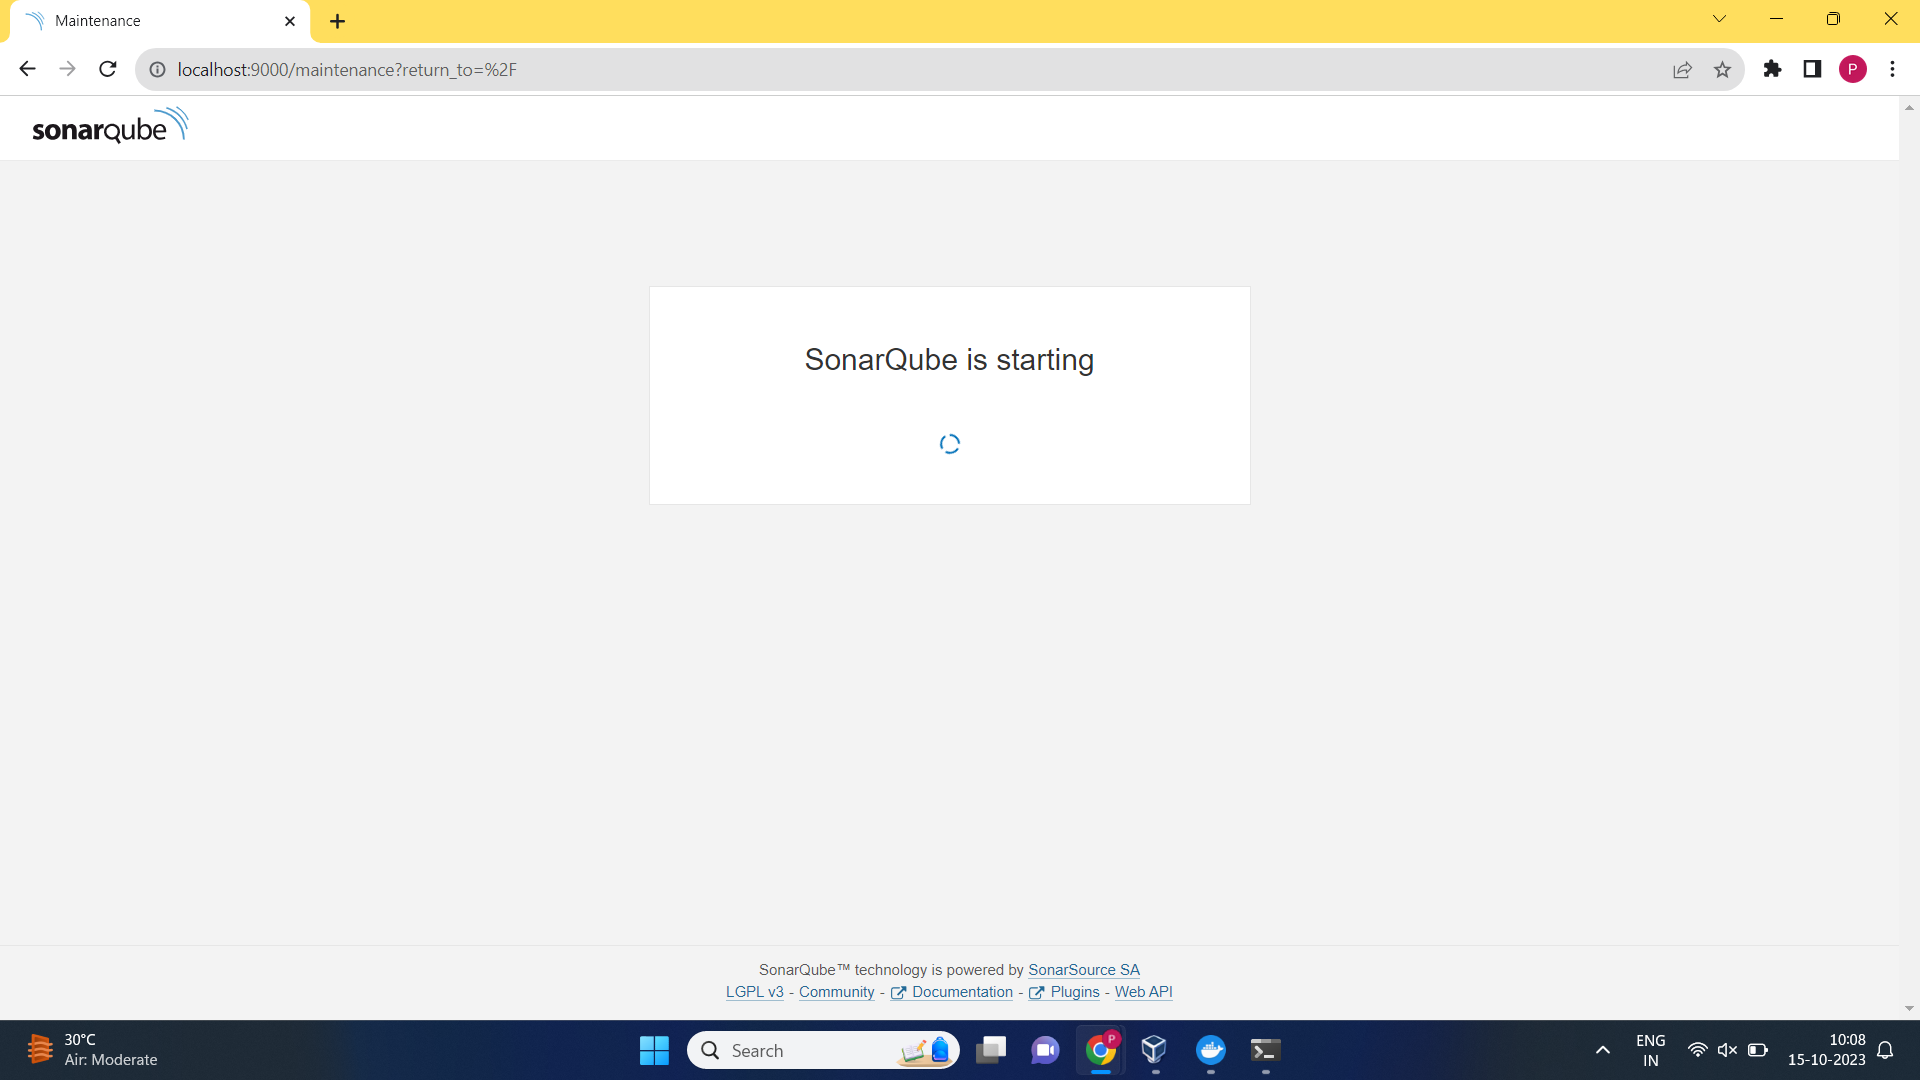 Maintenance
localhost:9000/maintenance?return_to=%2F
P
sonarqube
SonarQube is starting
SonarQube™ technology is powered by SonarSource SA
LGPL v3 - Community - Documentation - Plugins - Web API
30°C
Air: Moderate
Search
P
ENG
IN
10:08
15-10-2023